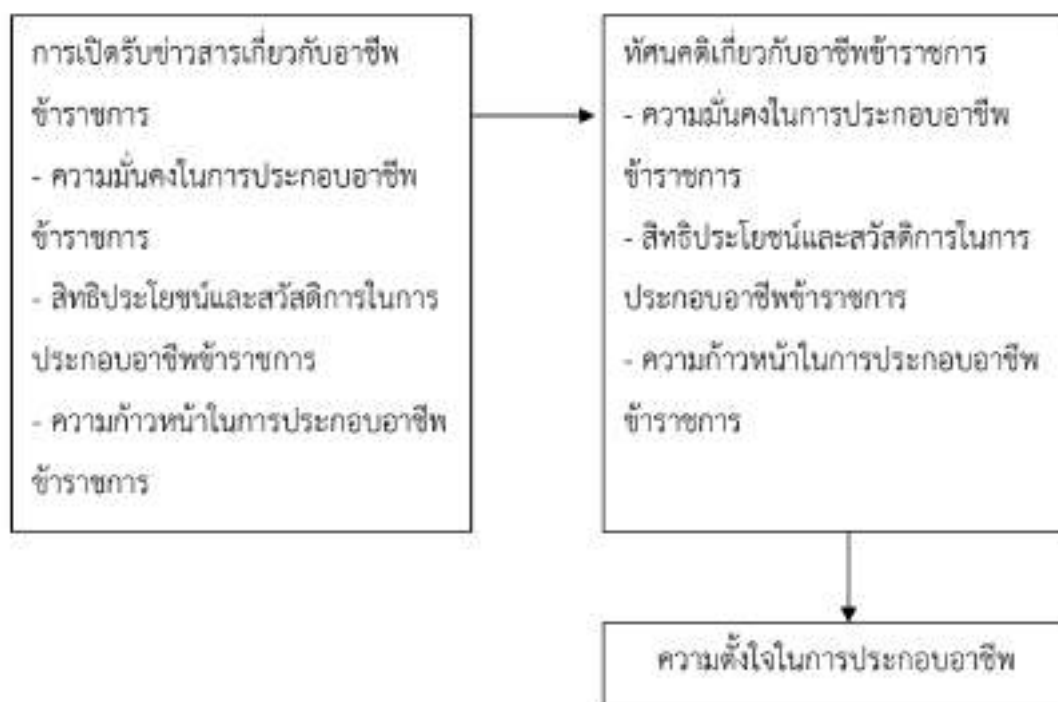 การเปิดรับข่าวสารเกี่ยวกับอาชีพ
ข้าราชการ
- ความมั่นคงในการประกอบอาชีพ
ข้าราชการ
- สิทธิประโยชน์และสวัสดิการในการ
ประกอบอาชีพข้าราชการ
- ความก้าวหน้าในการประกอบอาชีพ
ข้าราชการ
ทัศนคติเกี่ยวกับอาชีพข้าราชการ
- ความมั่นคงในการประกอบอาชีพ
ข้าราชการ
- สิทธิประโยชน์และสวัสดิการในการ
ประกอบอาชีพข้าราชการ
- ความก้าวหน้าในการประกอบอาชีพ
ข้าราชการ
ความตั้งใจในการประกอบอาชีพ